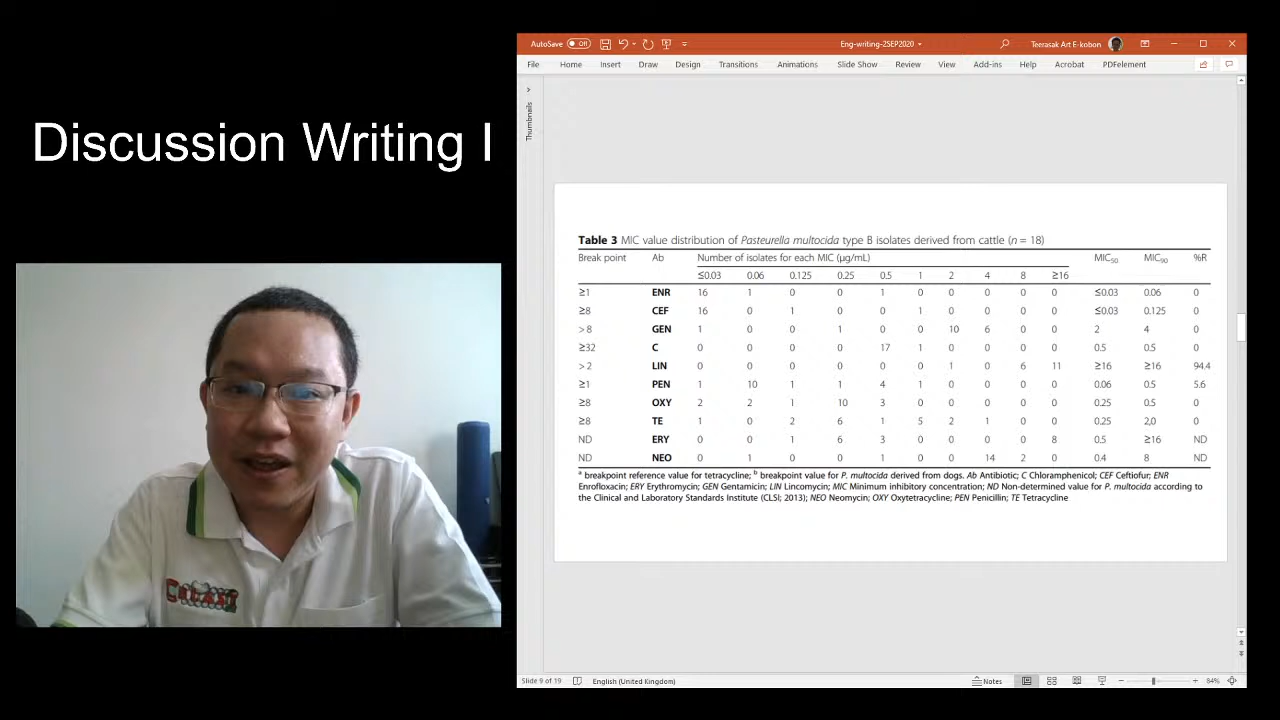 Discussion Writing I
AutoSave Off
Eng-writing-2SEP2020
Teerasak Art E-kobon
File Home Insert Draw Design Transitions Animations Slide Show Review View Add-ins Help Acrobat PDFelement
Thumbnails
Table 3 MIC value distribution of Pasteurella multocida type B isolates derived from cattle (n = 18)
Break point Ab Number of isolates for each MIC (μg/mL) MIC50 MIC90 %R
≤0.03 0.06 0.125 0.25 0.5 1 2 4 8 ≥16
≥1 ENR 16 1 0 0 1 0 0 0 0 0 ≤0.03 0.06 0
≥8 CEF 16 0 1 0 0 1 0 0 0 0 ≤0.03 0.125 0
>8 GEN 1 0 0 1 0 0 10 6 0 0 2 4 0
≥32 C 0 0 0 0 17 1 0 0 0 0 0.5 0.5 0
>2 LIN 0 0 0 0 0 0 1 0 6 11 ≥16 ≥16 94.4
≥1 PEN 1 10 1 1 4 1 0 0 0 0 0.06 0.5 5.6
≥8 OXY 2 2 1 10 3 0 0 0 0 0 0.25 0.5 0
≥8 TE 1 0 2 6 1 5 2 1 0 0 0.25 2,0 0
ND ERY 0 0 1 6 3 0 0 0 0 8 0.5 ≥16 ND
ND NEO 0 1 0 0 1 0 0 14 2 0 0.4 8 ND
a breakpoint reference value for tetracycline; b breakpoint value for P. multocida derived from dogs. Ab Antibiotic; C Chloramphenicol; CEF Ceftiofur; ENR
Enrofloxacin; ERY Erythromycin; GEN Gentamicin; LIN Lincomycin; MIC Minimum inhibitory concentration; ND Non-determined value for P. multocida according to
the Clinical and Laboratory Standards Institute (CLSI; 2013); NEO Neomycin; OXY Oxytetracycline; PEN Penicillin; TE Tetracycline
Slide 9 of 19 English (United Kingdom) Notes 84%